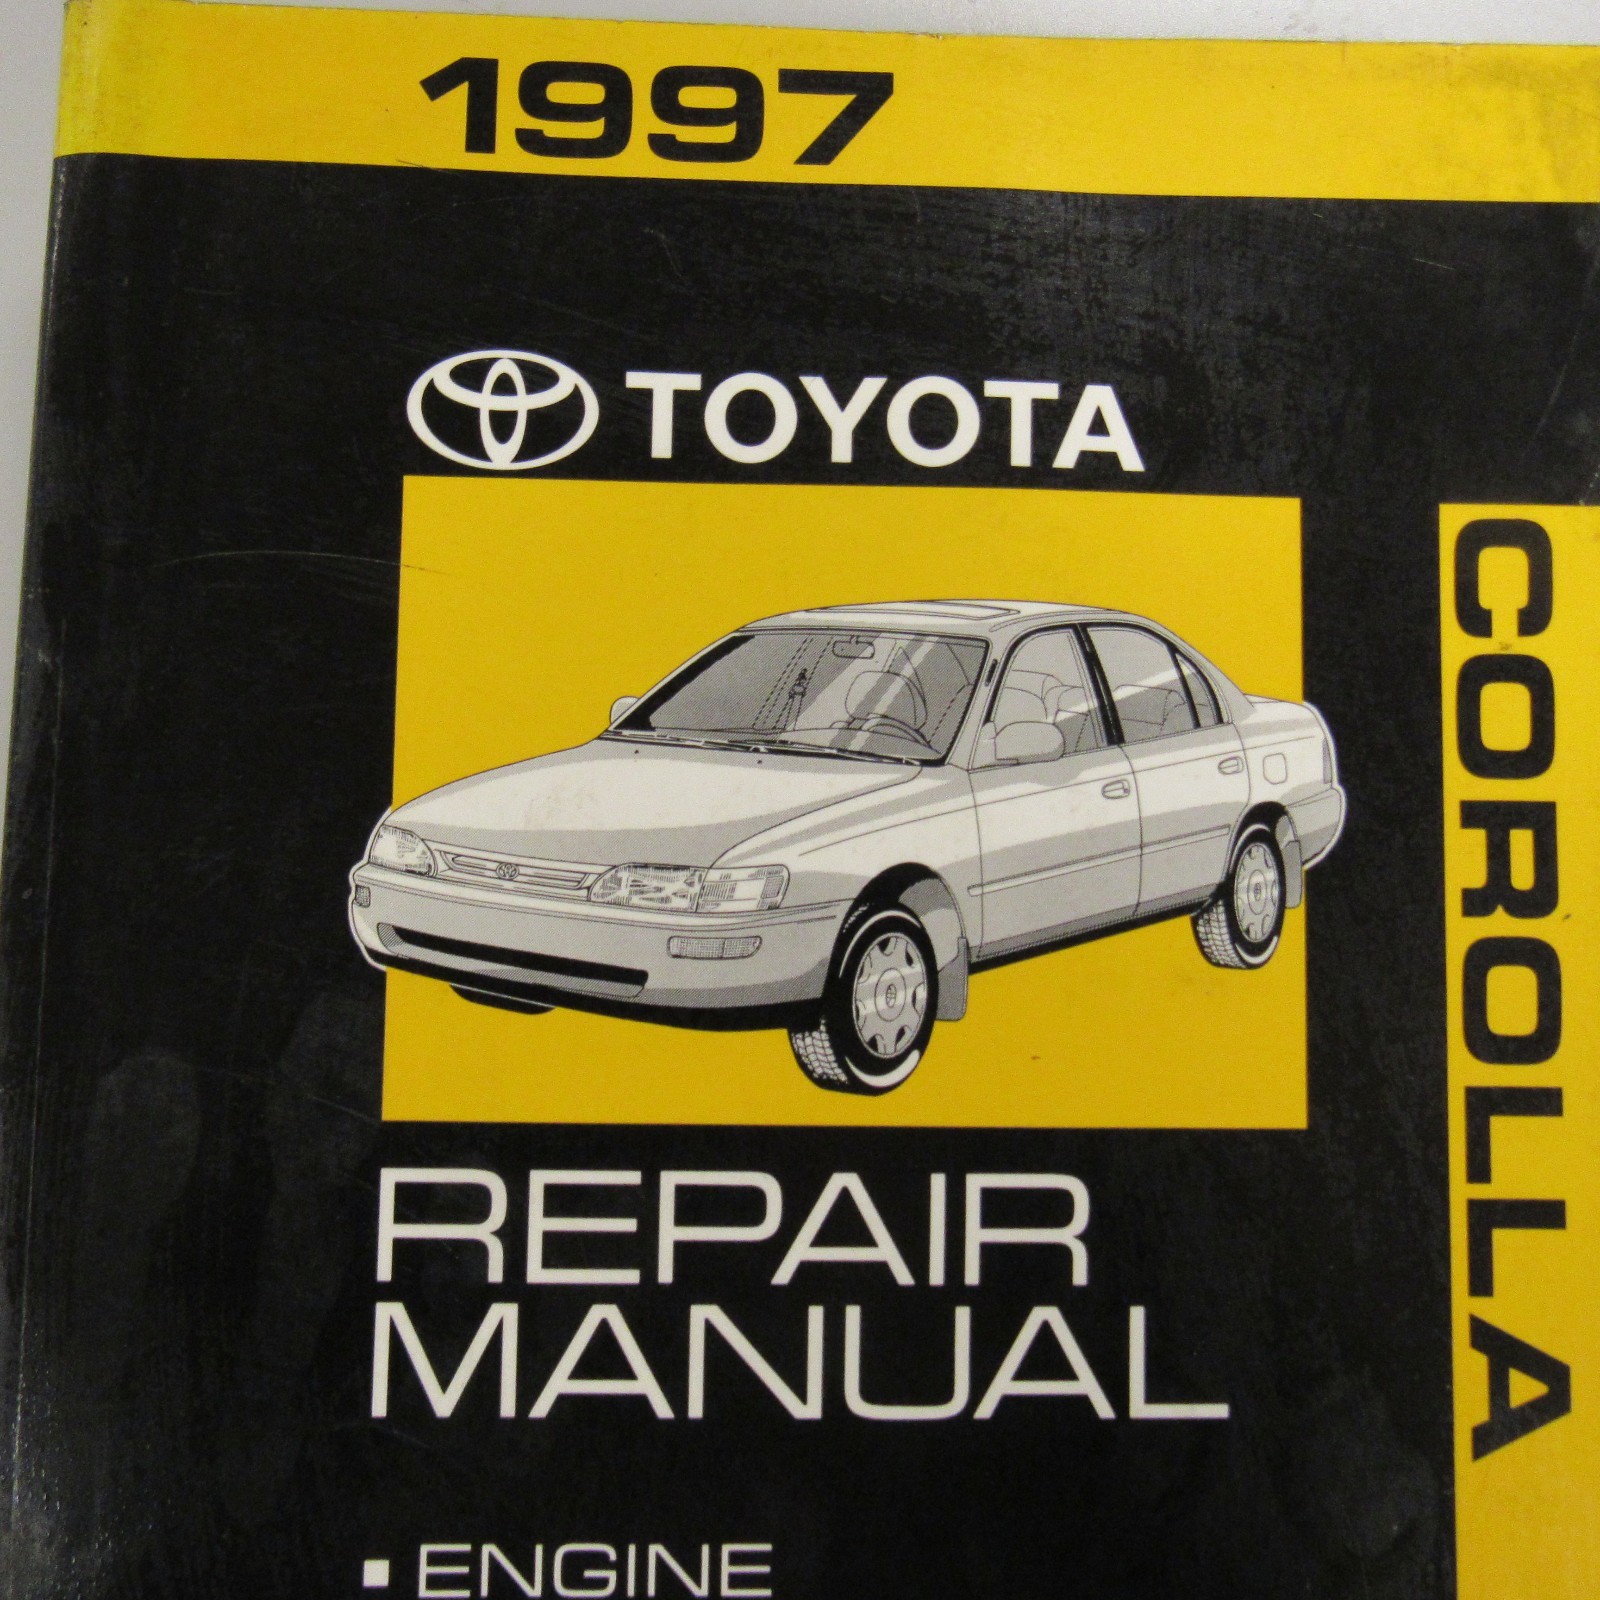 1997
TOYOTA
COROLLA
REPAIR
MANUAL
▪ ENGINE